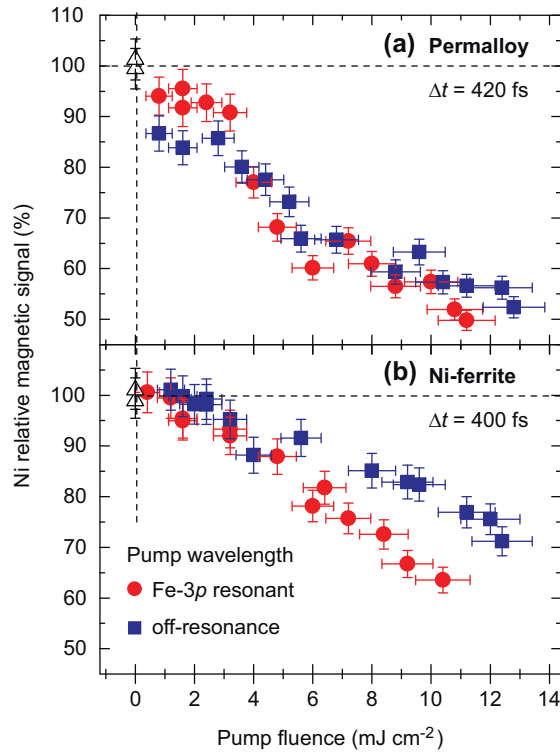 110
(a) Permalloy
100
Δt = 420 fs
90
80
70
60
50
Ni relative magnetic signal (%)
(b) Ni-ferrite
100
Δt = 400 fs
90
80
70
60
50
Pump wavelength
Fe-3p resonant
off-resonance
0 2 4 6 8 10 12 14
Pump fluence (mJ cm⁻²)